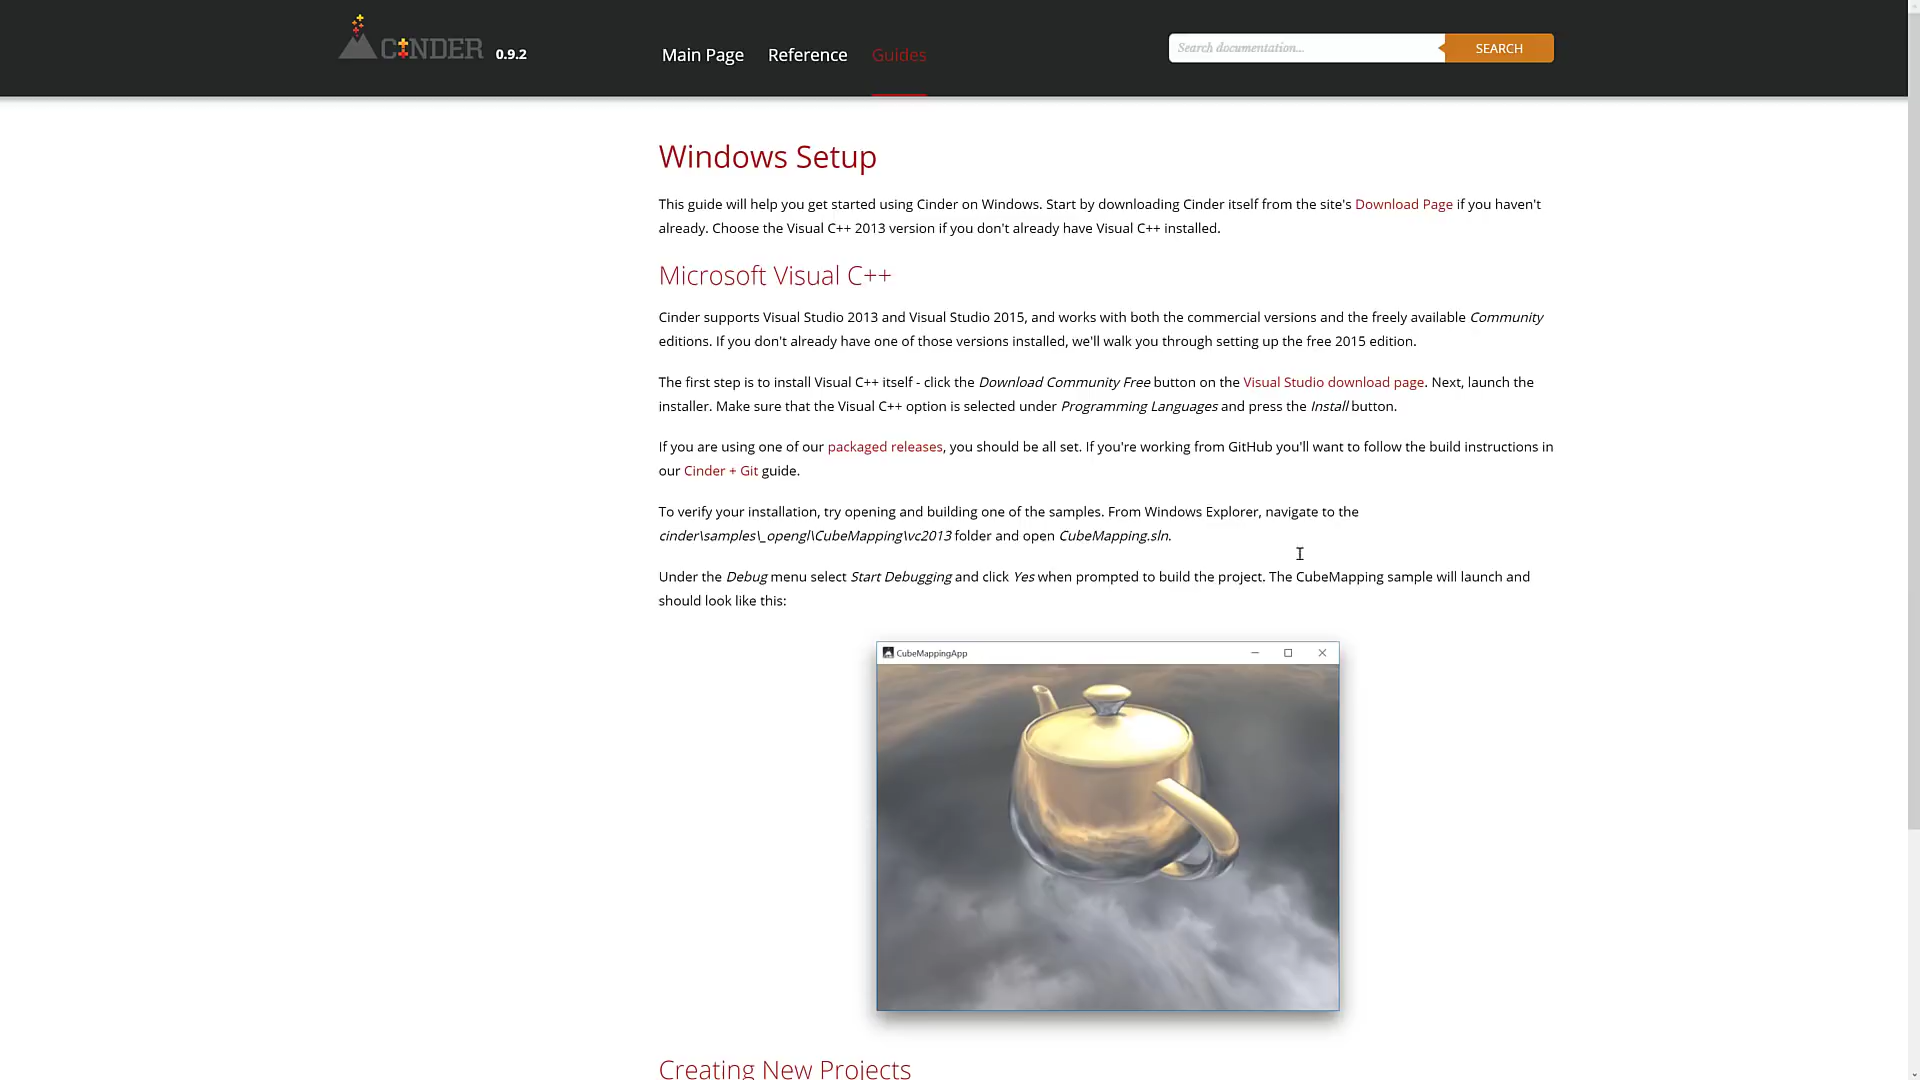 CINDER 0.9.2
Main Page Reference Guides
Search documentation...
SEARCH
Windows Setup
This guide will help you get started using Cinder on Windows. Start by downloading Cinder itself from the site's Download Page if you haven't
already. Choose the Visual C++ 2013 version if you don't already have Visual C++ installed.
Microsoft Visual C++
Cinder supports Visual Studio 2013 and Visual Studio 2015, and works with both the commercial versions and the freely available Community
editions. If you don't already have one of those versions installed, we'll walk you through setting up the free 2015 edition.
The first step is to install Visual C++ itself - click the Download Community Free button on the Visual Studio download page. Next, launch the
installer. Make sure that the Visual C++ option is selected under Programming Languages and press the Install button.
If you are using one of our packaged releases, you should be all set. If you're working from GitHub you'll want to follow the build instructions in
our Cinder + Git guide.
To verify your installation, try opening and building one of the samples. From Windows Explorer, navigate to the
cinder\samples\_opengl\CubeMapping\vc2013 folder and open CubeMapping.sln.
Under the Debug menu select Start Debugging and click Yes when prompted to build the project. The CubeMapping sample will launch and
should look like this:
CubeMappingApp
Creating New Projects